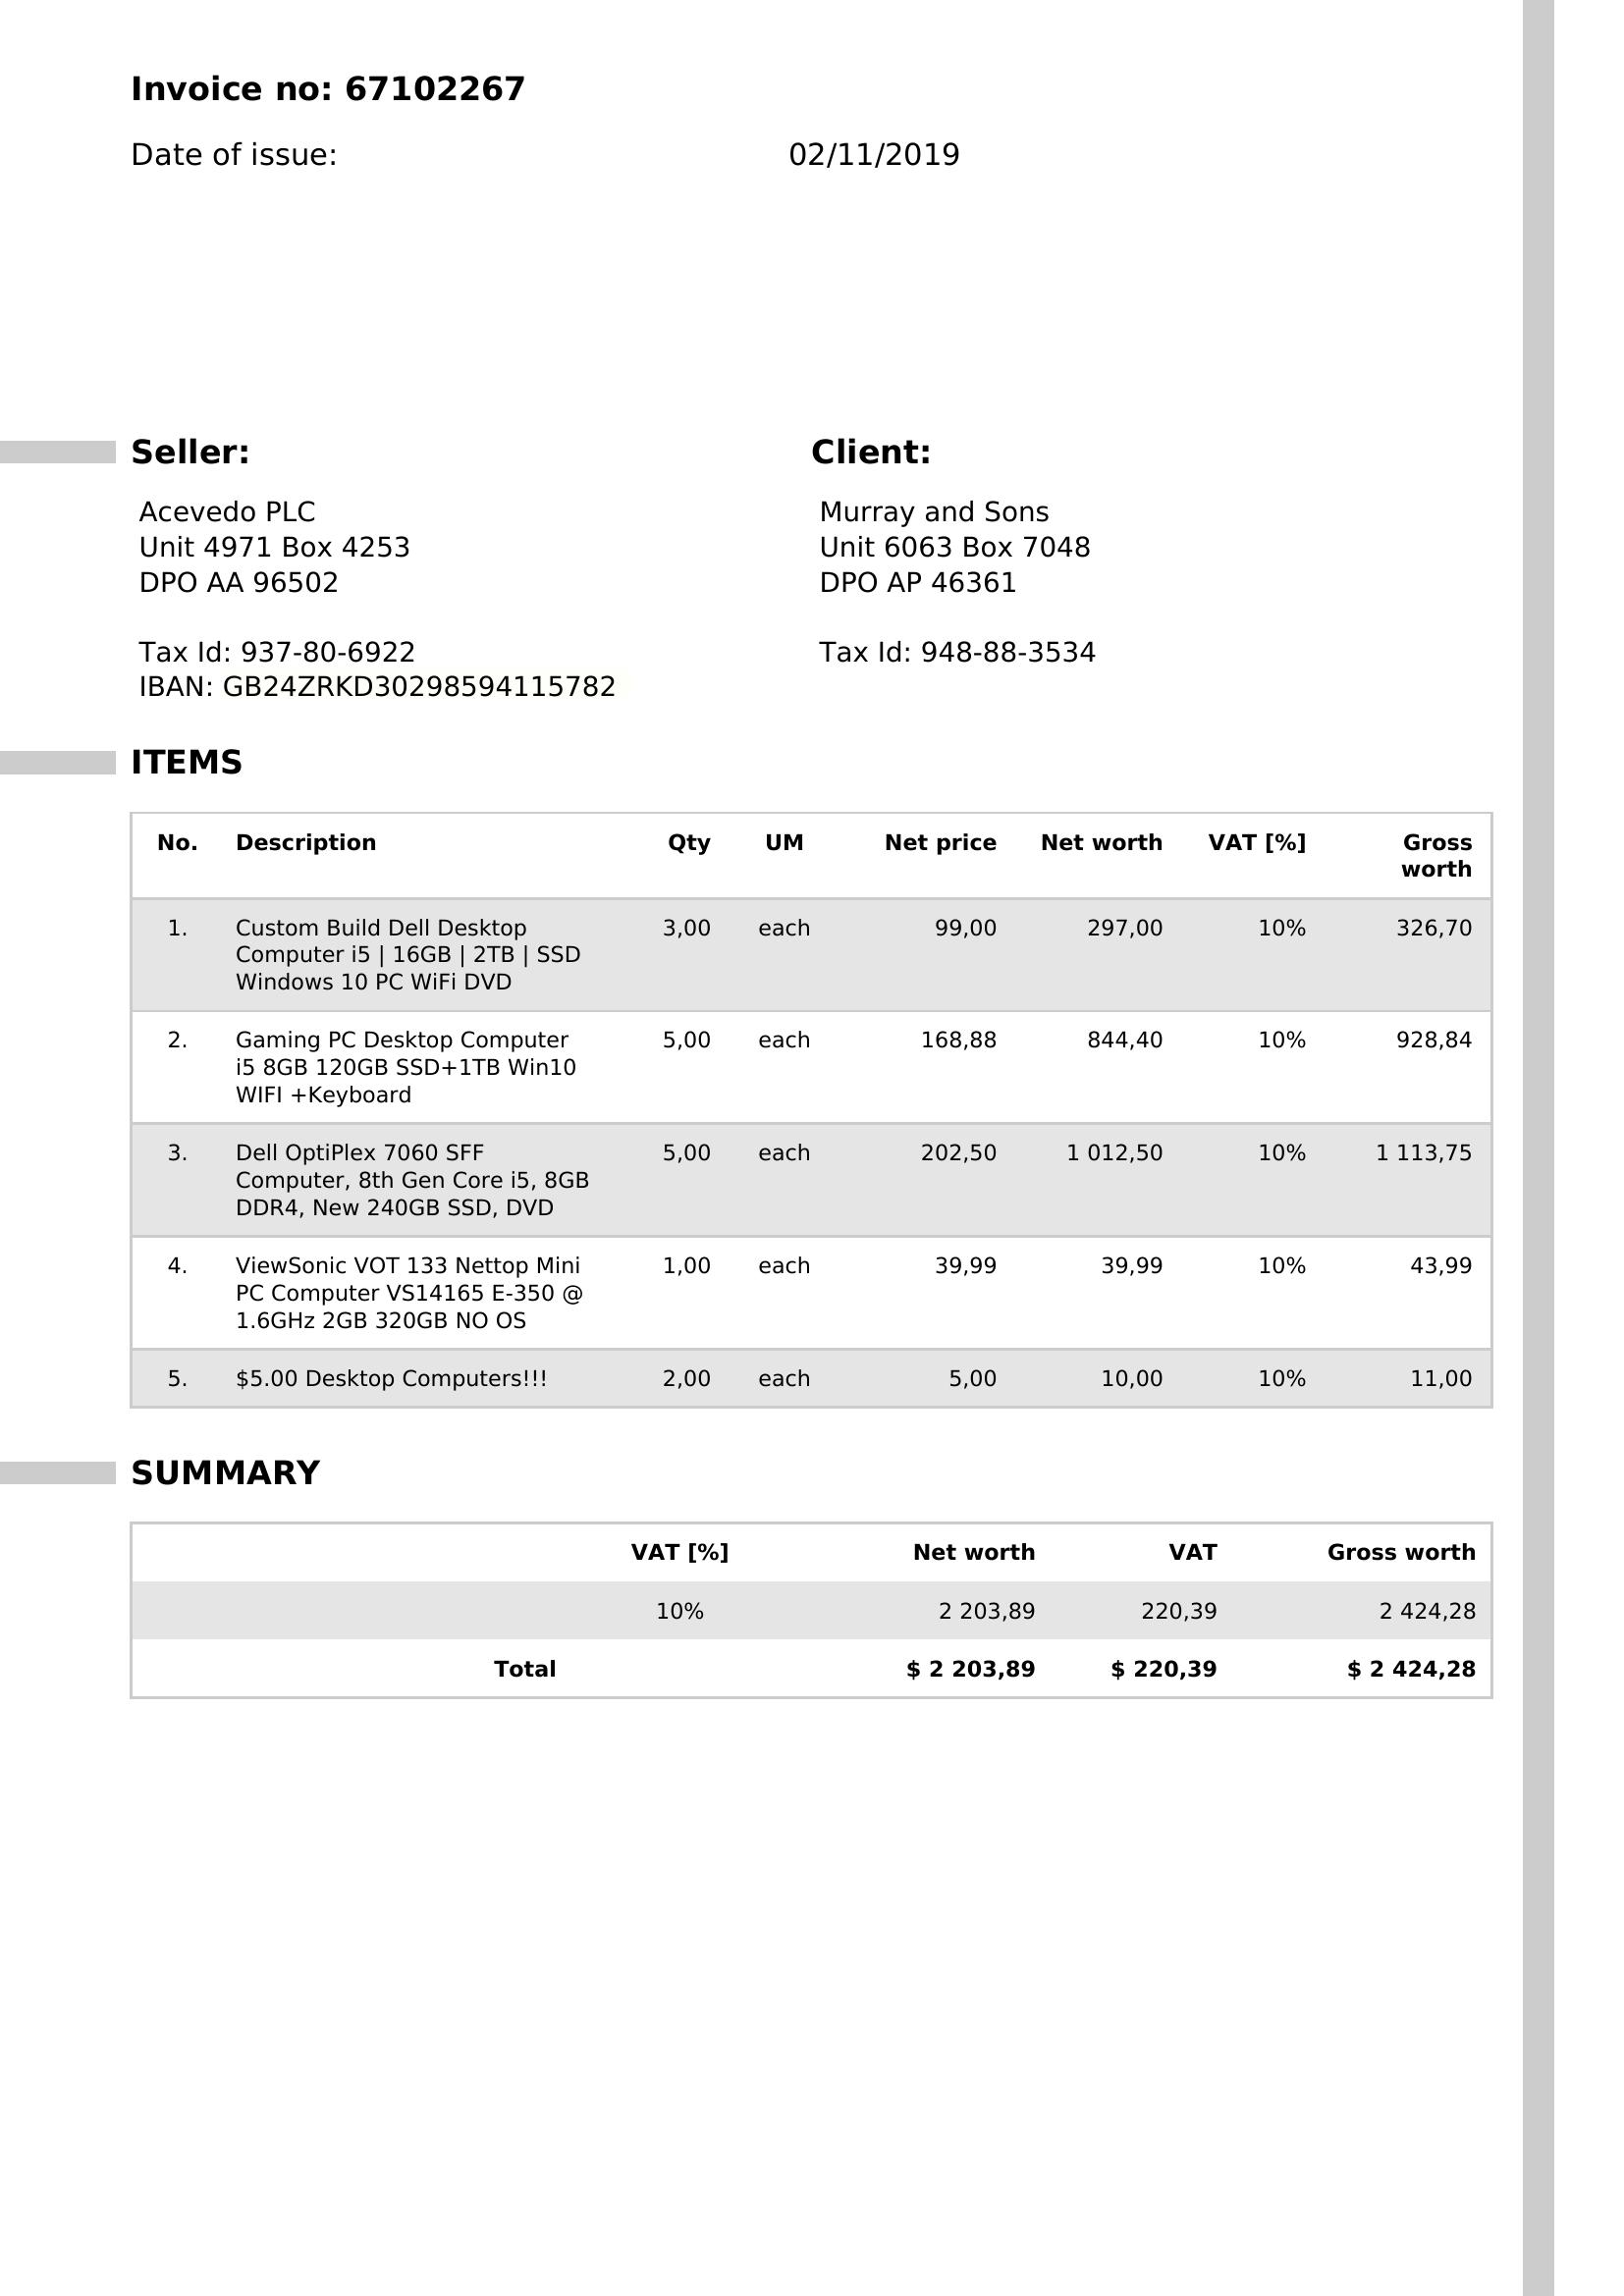 Invoice no: 67102267
Date of issue: 02/11/2019
Seller:
Acevedo PLC
Unit 4971 Box 4253
DPO AA 96502
Tax Id: 937-80-6922
IBAN: GB24ZRKD30298594115782
Client:
Murray and Sons
Unit 6063 Box 7048
DPO AP 46361
Tax Id: 948-88-3534
ITEMS
No. Description Qty UM Net price Net worth VAT [%] Gross
worth
1. Custom Build Dell Desktop 3,00 each 99,00 297,00 10% 326,70
Computer i5 | 16GB | 2TB | SSD
Windows 10 PC WiFi DVD
2. Gaming PC Desktop Computer 5,00 each 168,88 844,40 10% 928,84
i5 8GB 120GB SSD+1TB Win10
WIFI +Keyboard
3. Dell OptiPlex 7060 SFF 5,00 each 202,50 1 012,50 10% 1 113,75
Computer, 8th Gen Core i5, 8GB
DDR4, New 240GB SSD, DVD
4. ViewSonic VOT 133 Nettop Mini 1,00 each 39,99 39,99 10% 43,99
PC Computer VS14165 E-350 @
1.6GHz 2GB 320GB NO OS
5. $5.00 Desktop Computers!!! 2,00 each 5,00 10,00 10% 11,00
SUMMARY
VAT [%] Net worth VAT Gross worth
10% 2 203,89 220,39 2 424,28
Total $ 2 203,89 $ 220,39 $ 2 424,28